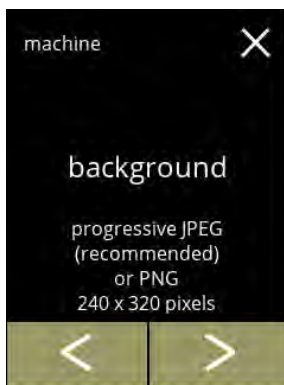 machine
background
progressive JPEG
(recommended)
or PNG
240 x 320 pixels